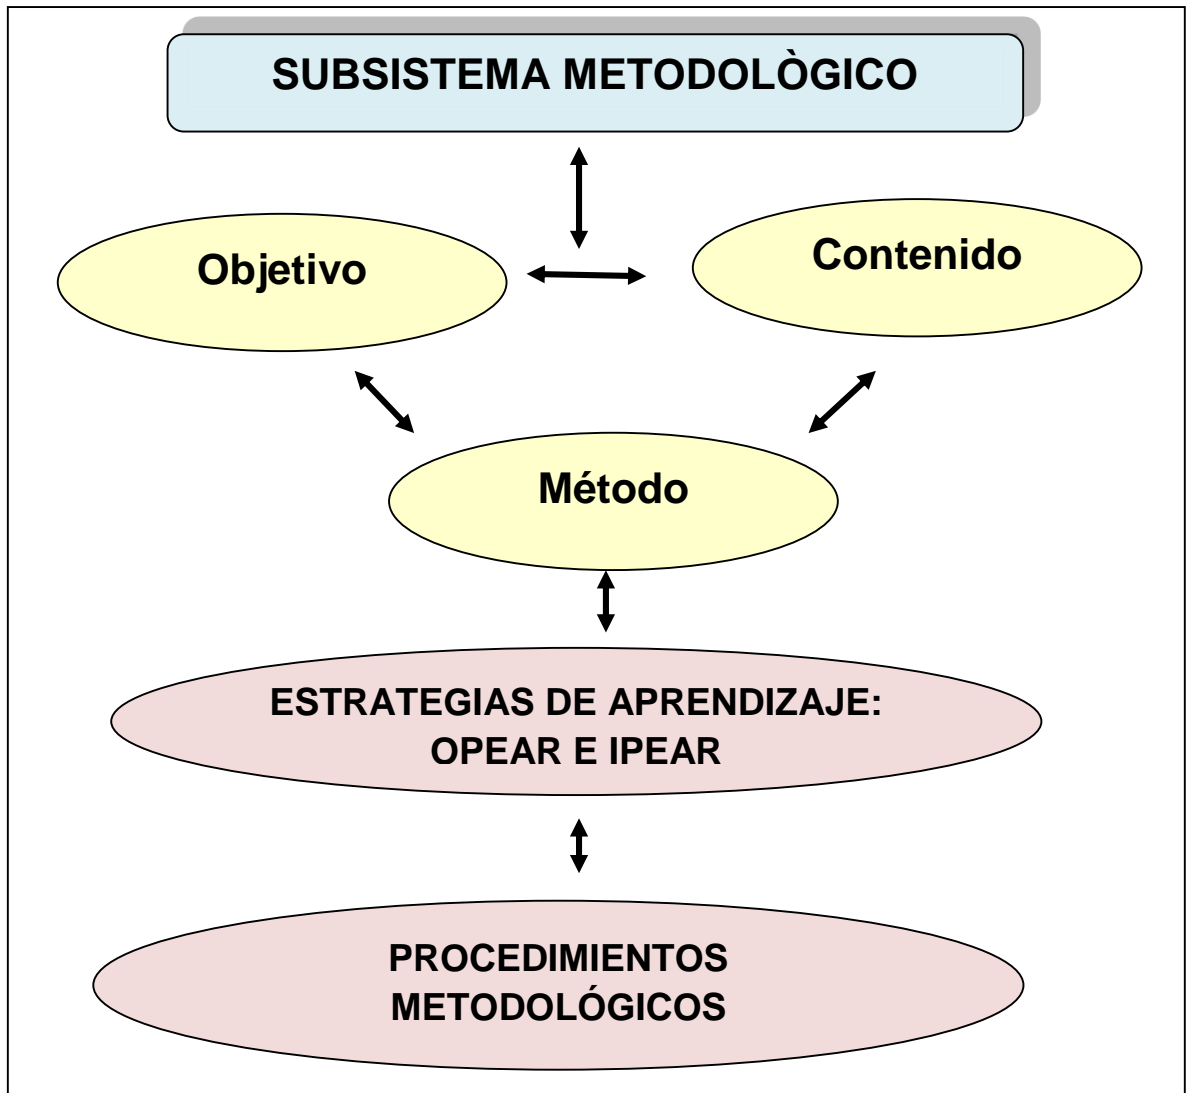 SUBSISTEMA METODOLÒGICO
Objetivo
Contenido
Método
ESTRATEGIAS DE APRENDIZAJE:
OPEAR E IPEAR
PROCEDIMIENTOS
METODOLÓGICOS